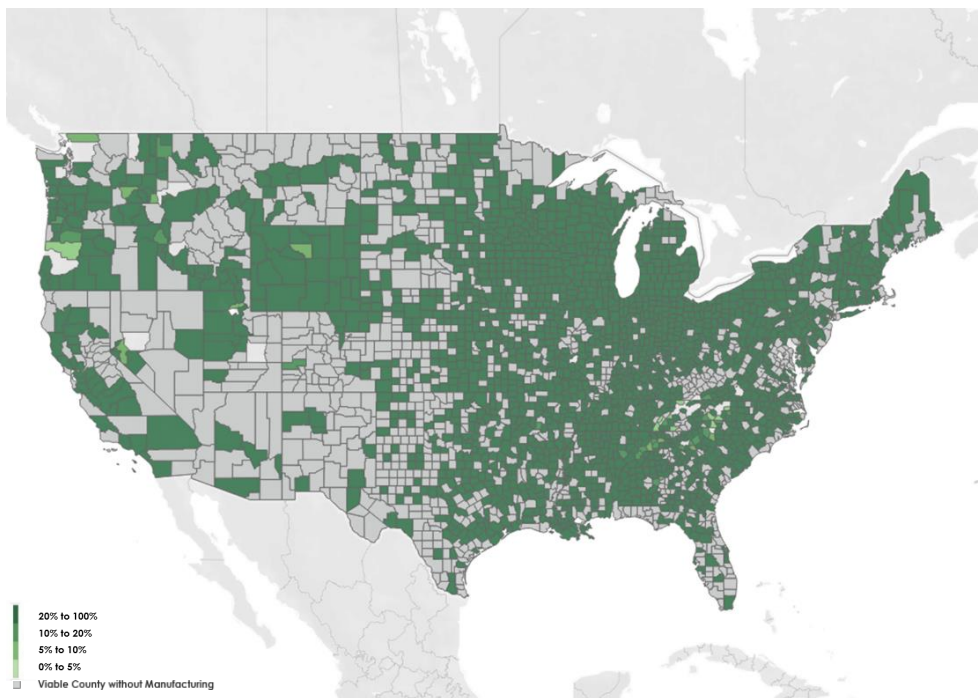 20% to 100%
10% to 20%
5% to 10%
0% to 5%
Viable County without Manufacturing